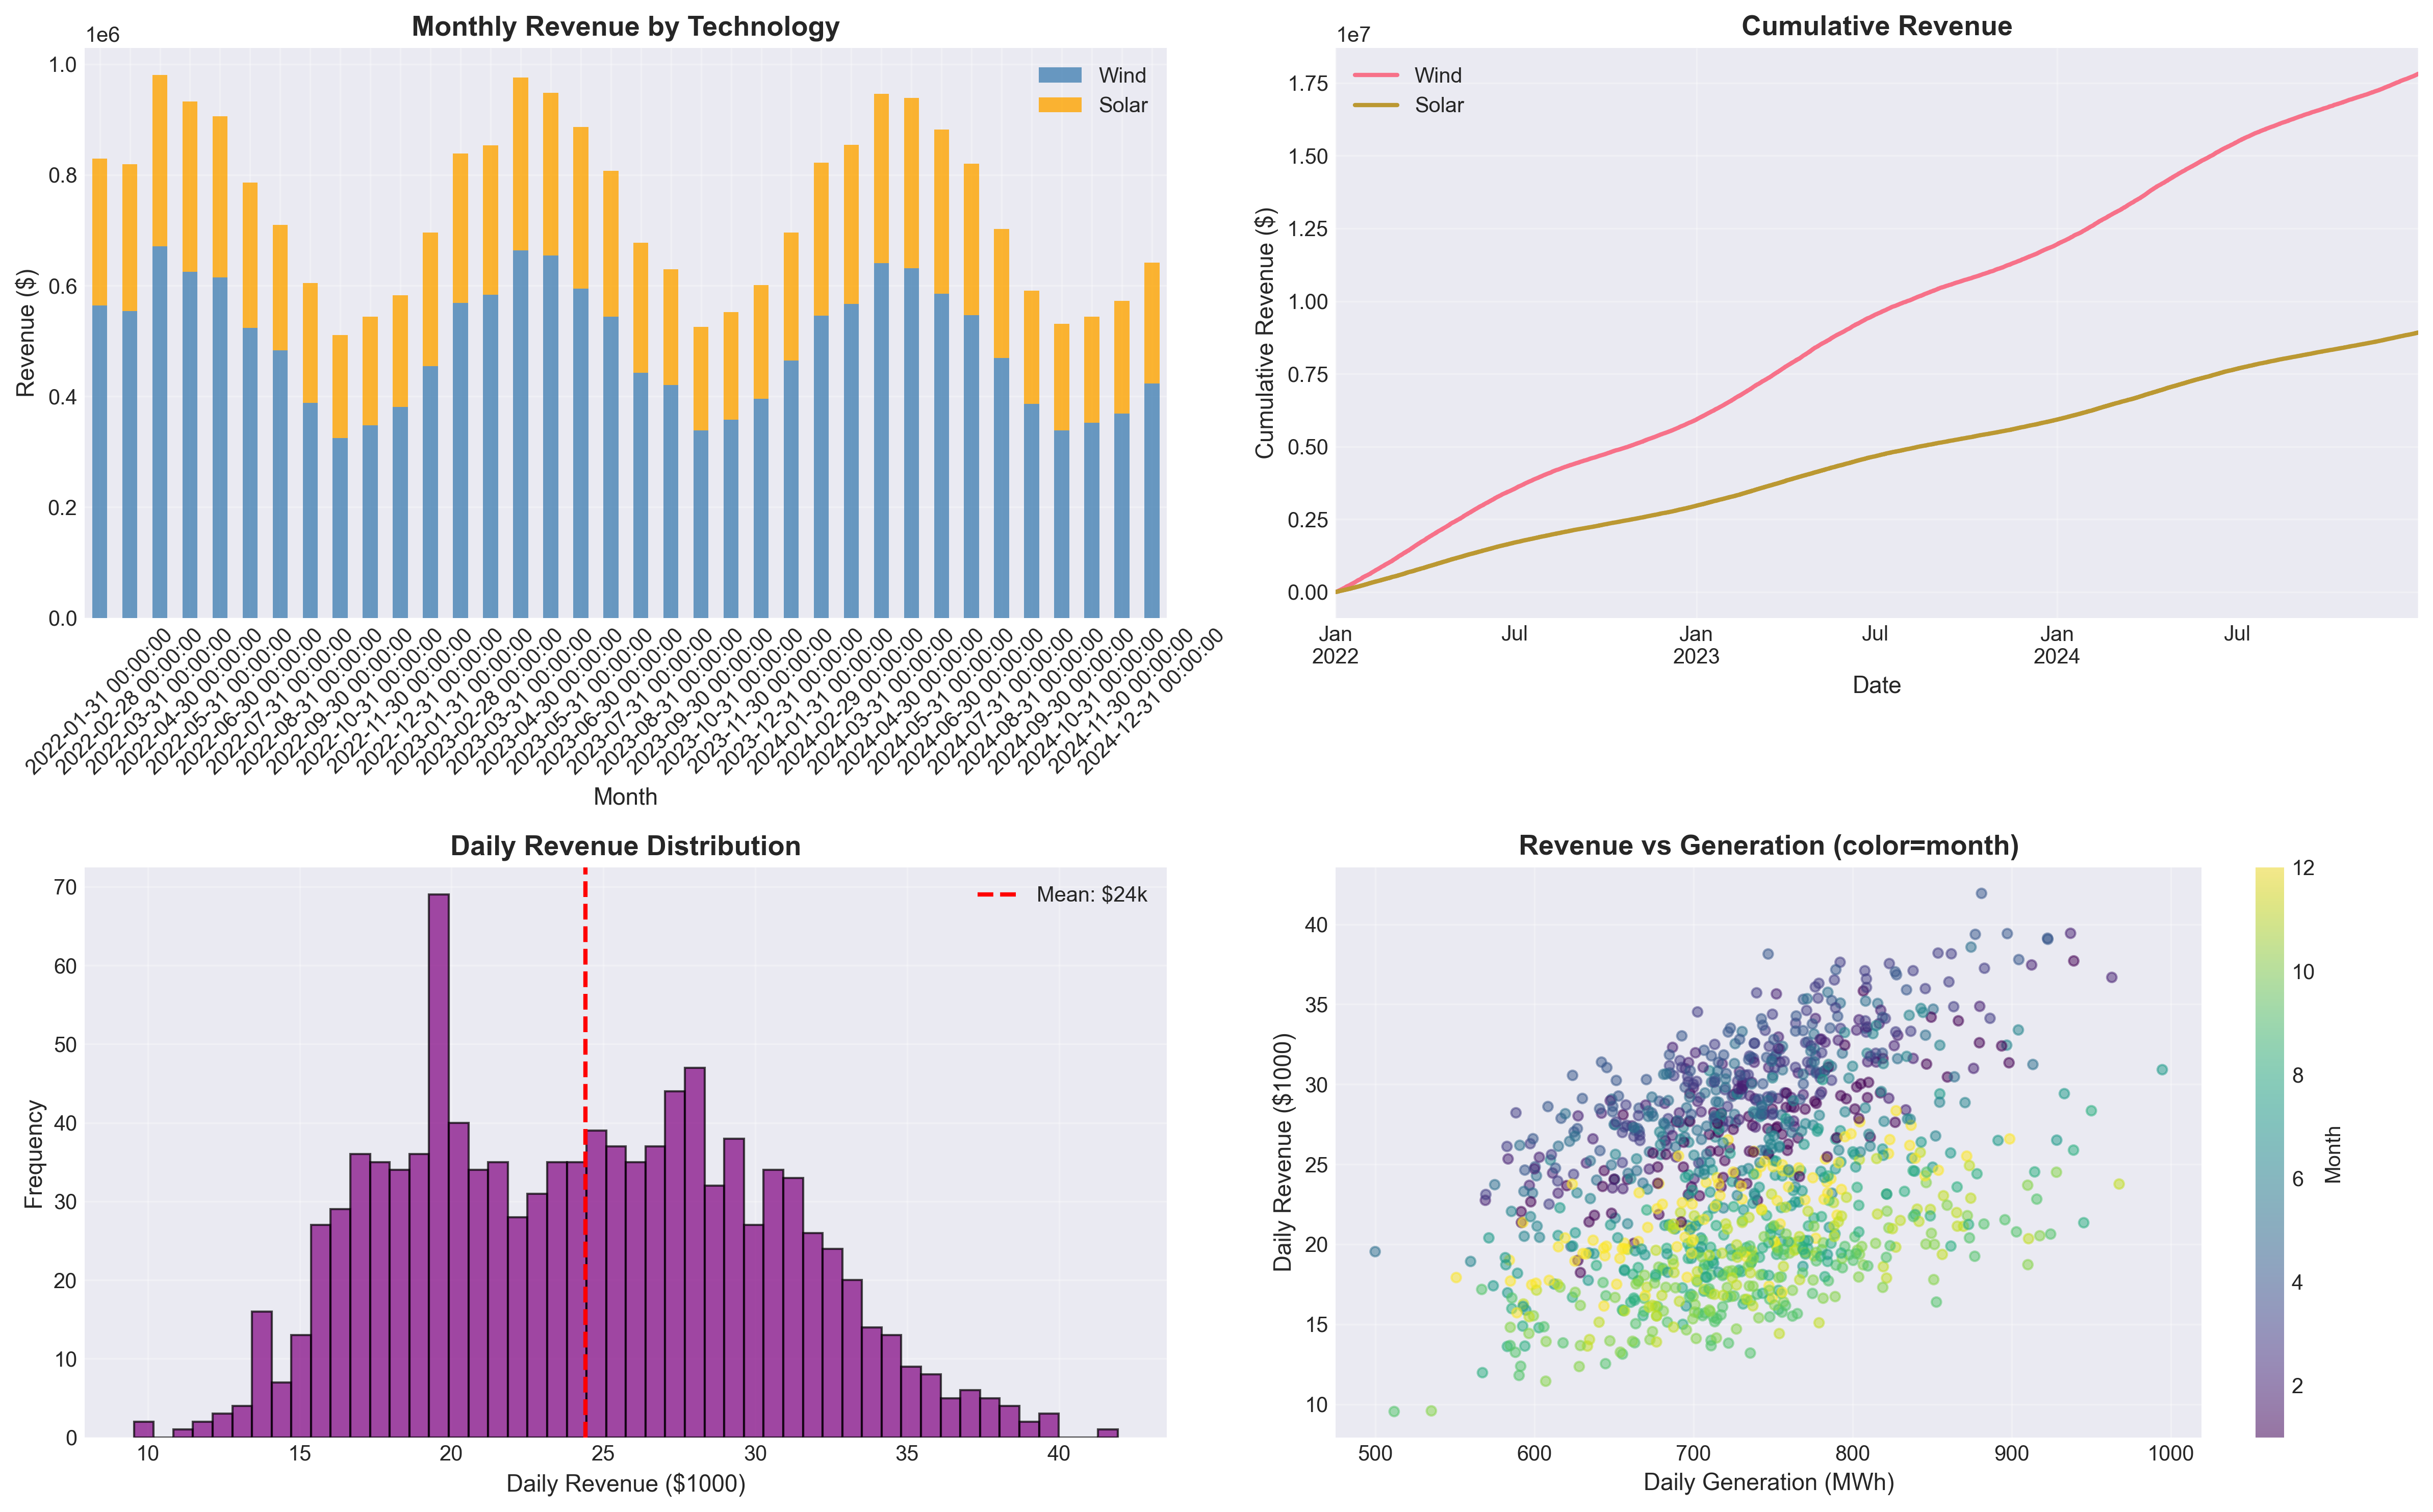 Monthly Revenue by Technology
1e6
Wind
Solar
1.0
0.8
0.6
0.4
0.2
0.0
Revenue ($)
2022-01-31 00:00:00
2022-02-28 00:00:00
2022-03-31 00:00:00
2022-04-30 00:00:00
2022-05-31 00:00:00
2022-06-30 00:00:00
2022-07-31 00:00:00
2022-08-31 00:00:00
2022-09-30 00:00:00
2022-10-31 00:00:00
2022-11-30 00:00:00
2022-12-31 00:00:00
2023-01-31 00:00:00
2023-02-28 00:00:00
2023-03-31 00:00:00
2023-04-30 00:00:00
2023-05-31 00:00:00
2023-06-30 00:00:00
2023-07-31 00:00:00
2023-08-31 00:00:00
2023-09-30 00:00:00
2023-10-31 00:00:00
2023-11-30 00:00:00
2023-12-31 00:00:00
2024-01-31 00:00:00
2024-02-29 00:00:00
2024-03-31 00:00:00
2024-04-30 00:00:00
2024-05-31 00:00:00
2024-06-30 00:00:00
2024-07-31 00:00:00
2024-08-31 00:00:00
2024-09-30 00:00:00
2024-10-31 00:00:00
2024-11-30 00:00:00
2024-12-31 00:00:00
Month
Cumulative Revenue
1e7
Wind
Solar
1.75
1.50
1.25
1.00
0.75
0.50
0.25
0.00
Cumulative Revenue ($)
Jan Jul Jan Jul Jan Jul
2022 2023 2024
Date
Daily Revenue Distribution
Mean: $24k
70
60
50
40
30
20
10
0
Frequency
10 15 20 25 30 35 40
Daily Revenue ($1000)
Revenue vs Generation (color=month)
40
35
30
25
20
15
10
Daily Revenue ($1000)
500 600 700 800 900 1000
Daily Generation (MWh)
12
10
8
6
4
2
Month